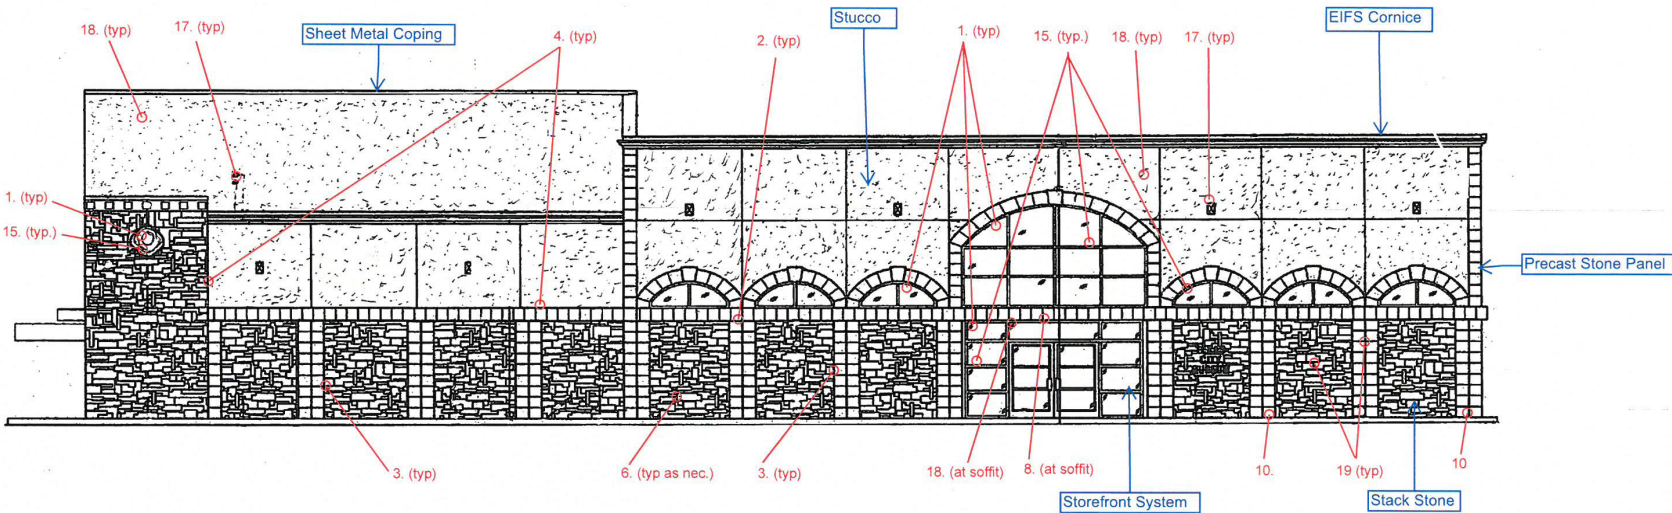 Stucco
EIFS Cornice
18. (typ)
17. (typ)
Sheet Metal Coping
4. (typ)
2. (typ)
1. (typ)
15. (typ.)
18. (typ)
17. (typ)
1. (typ)
15. (typ.)
Precast Stone Panel
3. (typ)
6. (typ as nec.)
3. (typ)
18. (at soffit)
8. (at soffit)
10.
19 (typ)
10
Storefront System
Stack Stone